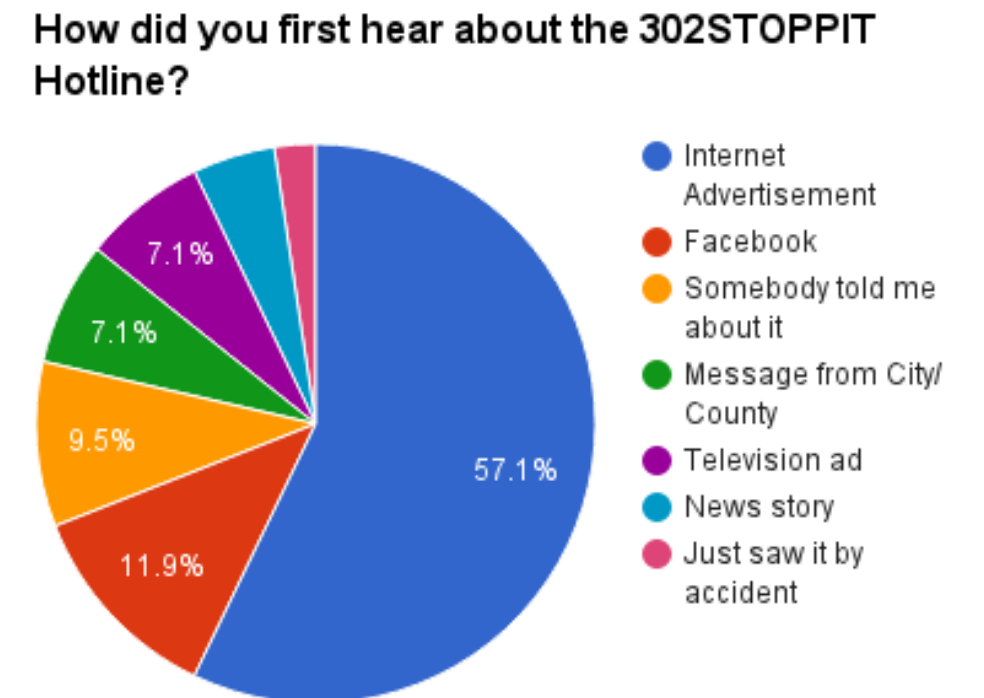 How did you first hear about the 302STOPPIT
Hotline?
Internet
Advertisement
Facebook
Somebody told me
about it
Message from City/
County
Television ad
News story
Just saw it by
accident
7.1%
7.1%
9.5%
11.9%
57.1%